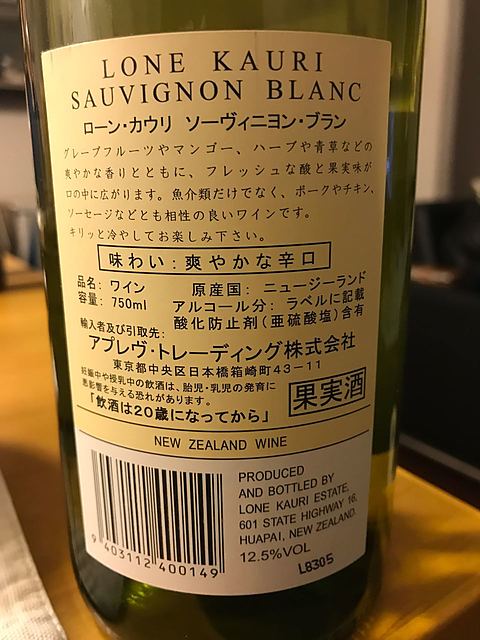 LONE KAURI
SAUVIGNON BLANC
ローン・カウリ ソーヴィニヨン・ブラン
グレープフルーツやマンゴー、ハーブや青草などの
爽やかな香りとともに、フレッシュな酸と果実味が
口の中に広がります。魚介類だけでなく、ポークやチキン、
ソーセージなどとも相性の良いワインです。
キリッと冷やしてお楽しみ下さい。
味わい：爽やかな辛口
品名： ワイン 原産国： ニュージーランド
容量： 750ml アルコール分： ラベルに記載
酸化防止剤(亜硫酸塩)含有
輸入者及び引取先：
アプレヴ・トレーディング株式会社
東京都中央区日本橋箱崎町43-11
妊娠中や授乳中の飲酒は、胎児・乳児の発育に
悪影響を与える恐れがあります。
「飲酒は20歳になってから」
果実酒
NEW ZEALAND WINE
PRODUCED
AND BOTTLED BY
LONE KAURI ESTATE,
601 STATE HIGHWAY 16,
HUAPAI, NEW ZEALAND.
12.5%VOL
9 403112 400149
L8305